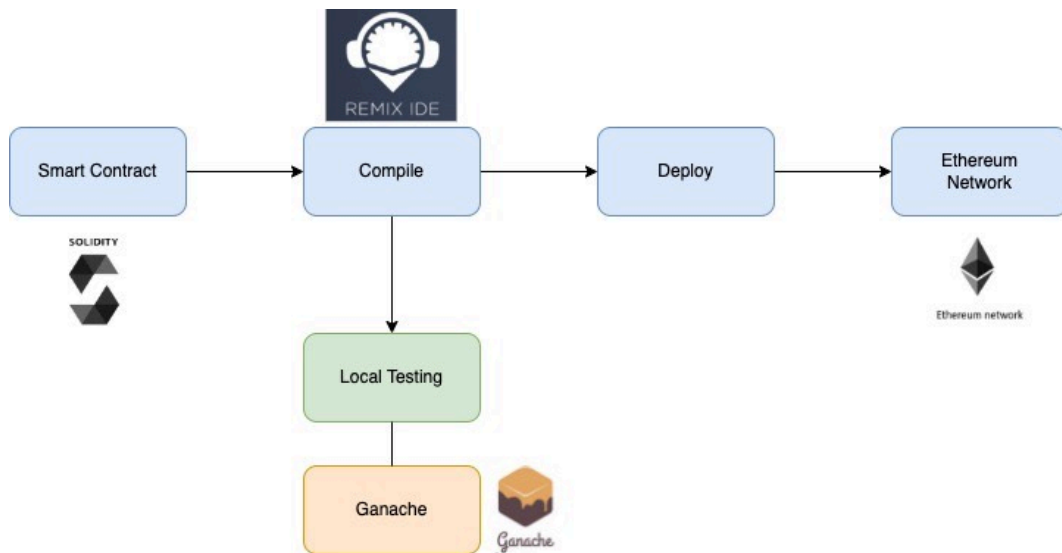 REMIX IDE
Smart Contract
Compile
Deploy
Ethereum
Network
SOLIDITY
Ethereum network
Local Testing
Ganache
Ganache